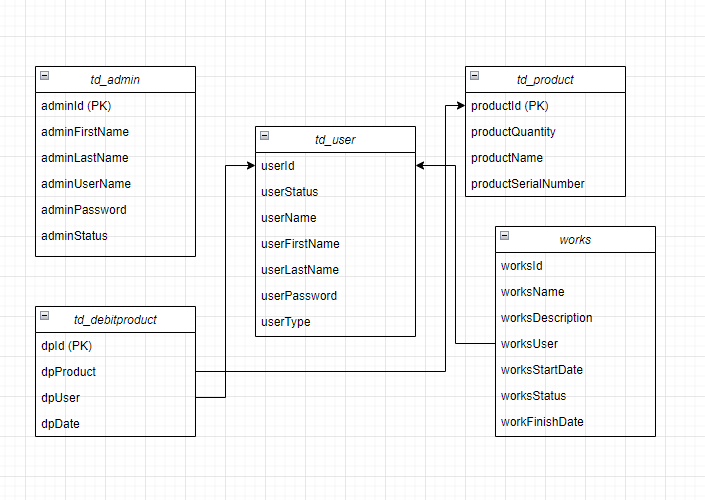 td_admin
adminId (PK)
adminFirstName
adminLastName
adminUserName
adminPassword
adminStatus
td_user
userId
userStatus
userName
userFirstName
userLastName
userPassword
userType
td_product
productId (PK)
productQuantity
productName
productSerialNumber
td_debitproduct
dpId (PK)
dpProduct
dpUser
dpDate
works
worksId
worksName
worksDescription
worksUser
worksStartDate
worksStatus
workFinishDate